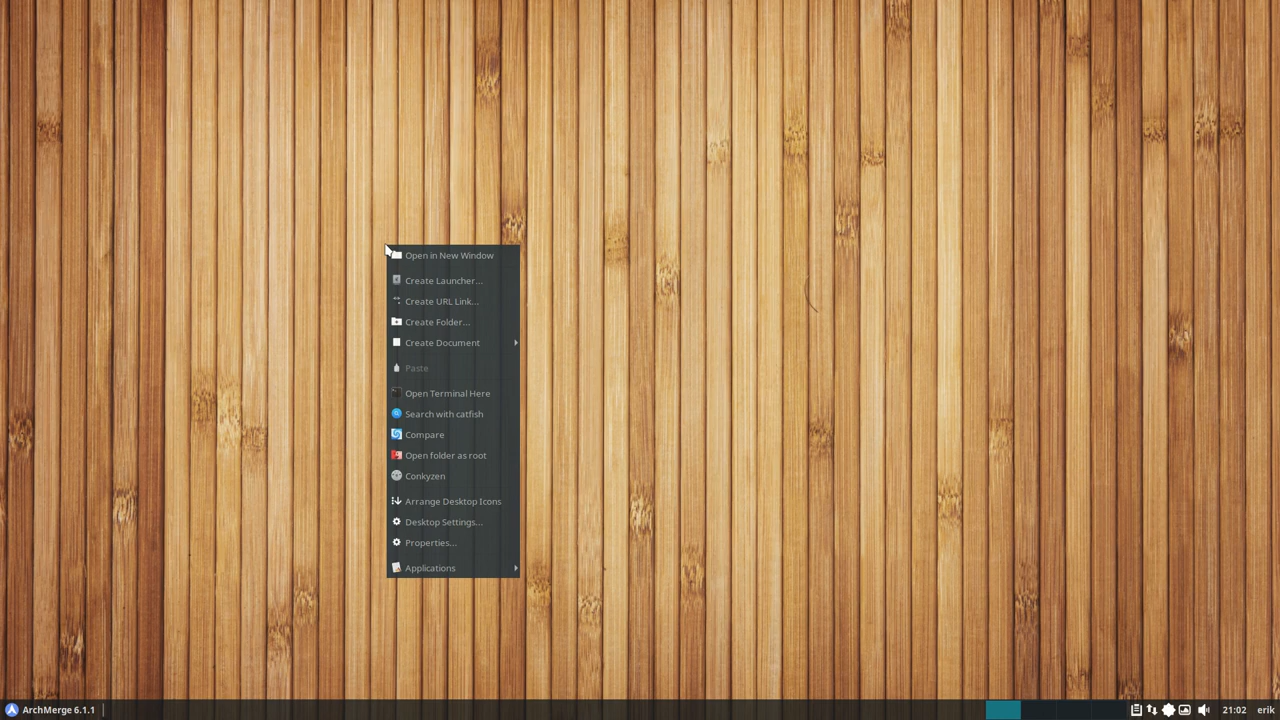 Open in New Window
Create Launcher...
Create URL Link...
Create Folder...
Create Document
Paste
Open Terminal Here
Search with catfish
Compare
Open folder as root
Conkyzen
Arrange Desktop Icons
Desktop Settings...
Properties...
Applications
ArchMerge 6.1.1
21:02
erik